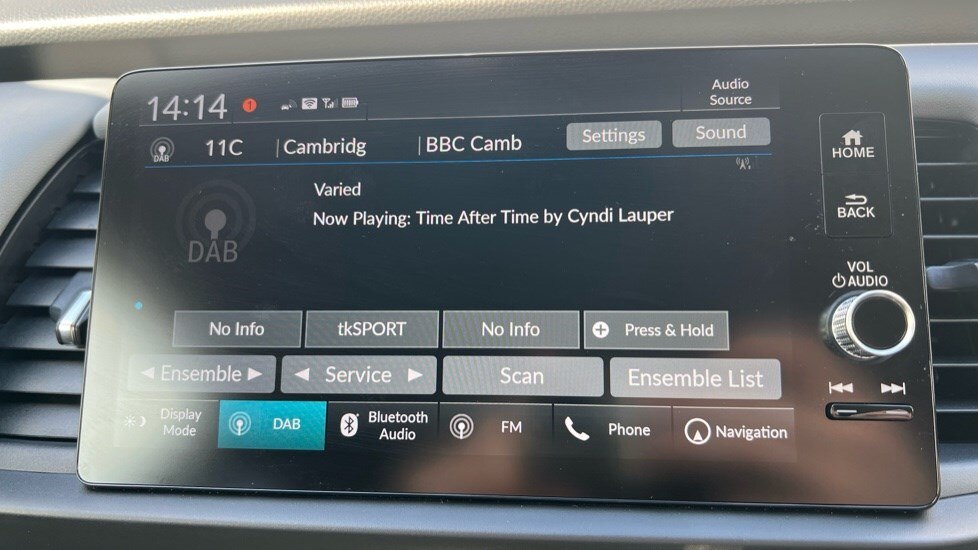 14:14
1
Audio
Source
DAB
11C
Cambridg
BBC Camb
Settings
Sound
HOME
BACK
Varied
Now Playing: Time After Time by Cyndi Lauper
DAB
VOL
AUDIO
No Info
tkSPORT
No Info
Press & Hold
Ensemble
Service
Scan
Ensemble List
Display
Mode
DAB
Bluetooth
Audio
FM
Phone
Navigation